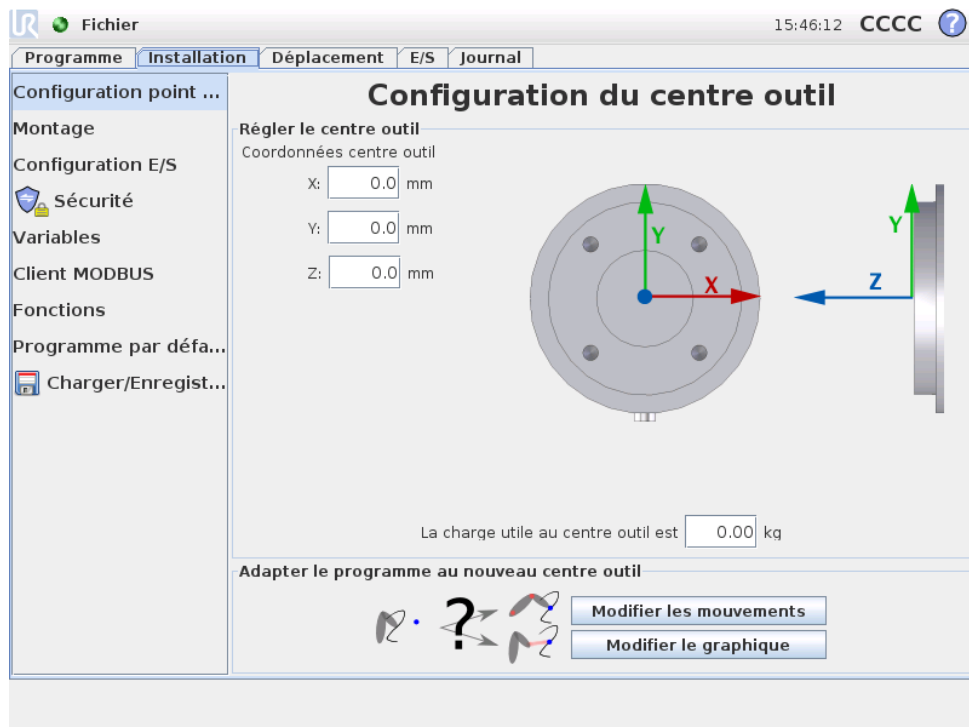 UR Fichier 15:46:12 CCCC ?
Programme Installation Déplacement E/S Journal
Configuration point ...
Montage
Configuration E/S
Sécurité
Variables
Client MODBUS
Fonctions
Programme par défa...
Charger/Enregist...
Configuration du centre outil
Régler le centre outil
Coordonnées centre outil
X: 0.0 mm
Y: 0.0 mm
Z: 0.0 mm
Y
X
Y
Z
La charge utile au centre outil est 0.00 kg
Adapter le programme au nouveau centre outil
?
Modifier les mouvements
Modifier le graphique